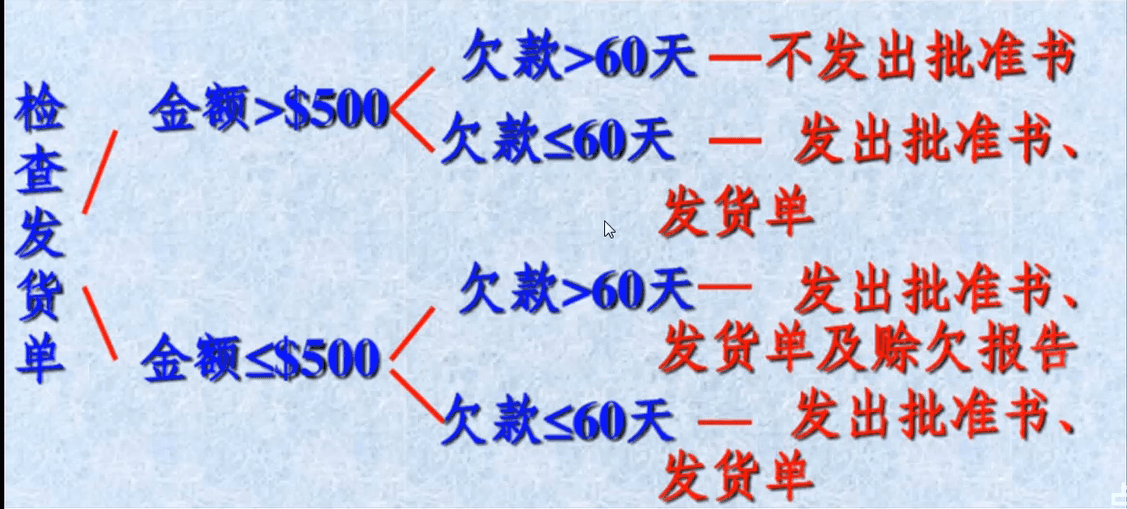 检查发货单
金额>$500
欠款>60天 — 不发出批准书
欠款≤60天 — 发出批准书、
发货单
金额≤$500
欠款>60天 — 发出批准书、
发货单及赊欠报告
欠款≤60天 — 发出批准书、
发货单